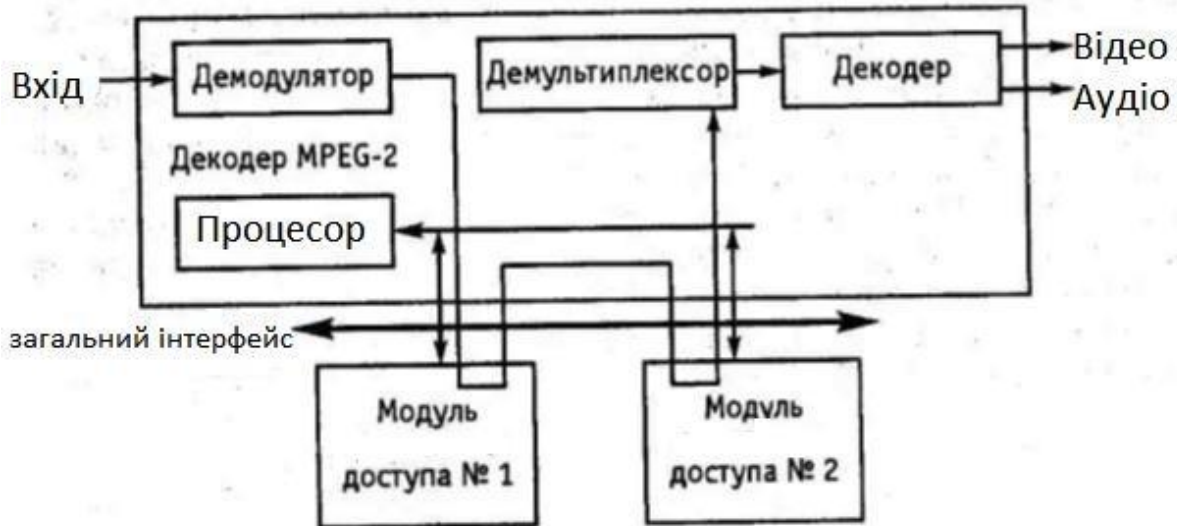 Вхід
Демодулятор
Демультиплексор
Декодер
Відео
Аудіо
Декодер MPEG-2
Процесор
загальний інтерфейс
Модуль
доступа № 1
Модуль
доступа № 2